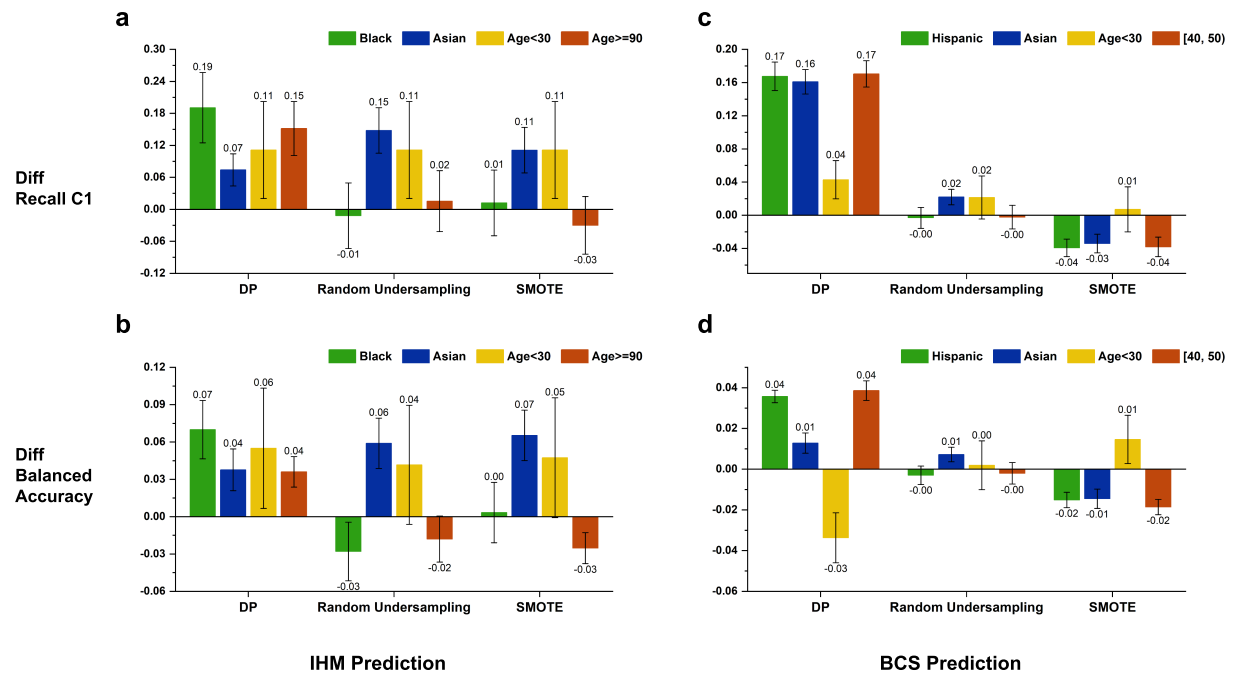 a
Black Asian Age<30 Age>=90
0.30
0.24
0.18
0.12
0.06
0.00
-0.06
-0.12
0.19 0.07 0.11 0.15
-0.01 0.15 0.11 0.02
0.01 0.11 0.11 -0.03
DP Random Undersampling SMOTE
Diff
Recall C1
c
Hispanic Asian Age<30 [40, 50)
0.20
0.16
0.12
0.08
0.04
0.00
-0.04
0.17 0.16 0.04 0.17
-0.00 0.02 0.02 -0.00
-0.04 -0.03 0.01 -0.04
DP Random Undersampling SMOTE
b
Black Asian Age<30 Age>=90
0.12
0.09
0.06
0.03
0.00
-0.03
-0.06
0.07 0.04 0.06 0.04
-0.03 0.06 0.04 -0.02
0.00 0.07 0.05 -0.03
DP Random Undersampling SMOTE
Diff
Balanced
Accuracy
d
Hispanic Asian Age<30 [40, 50)
0.04
0.02
0.00
-0.02
-0.04
-0.06
0.04 0.01 -0.03 0.04
-0.00 0.01 0.00 -0.00
-0.02 -0.01 0.01 -0.02
DP Random Undersampling SMOTE
IHM Prediction
BCS Prediction